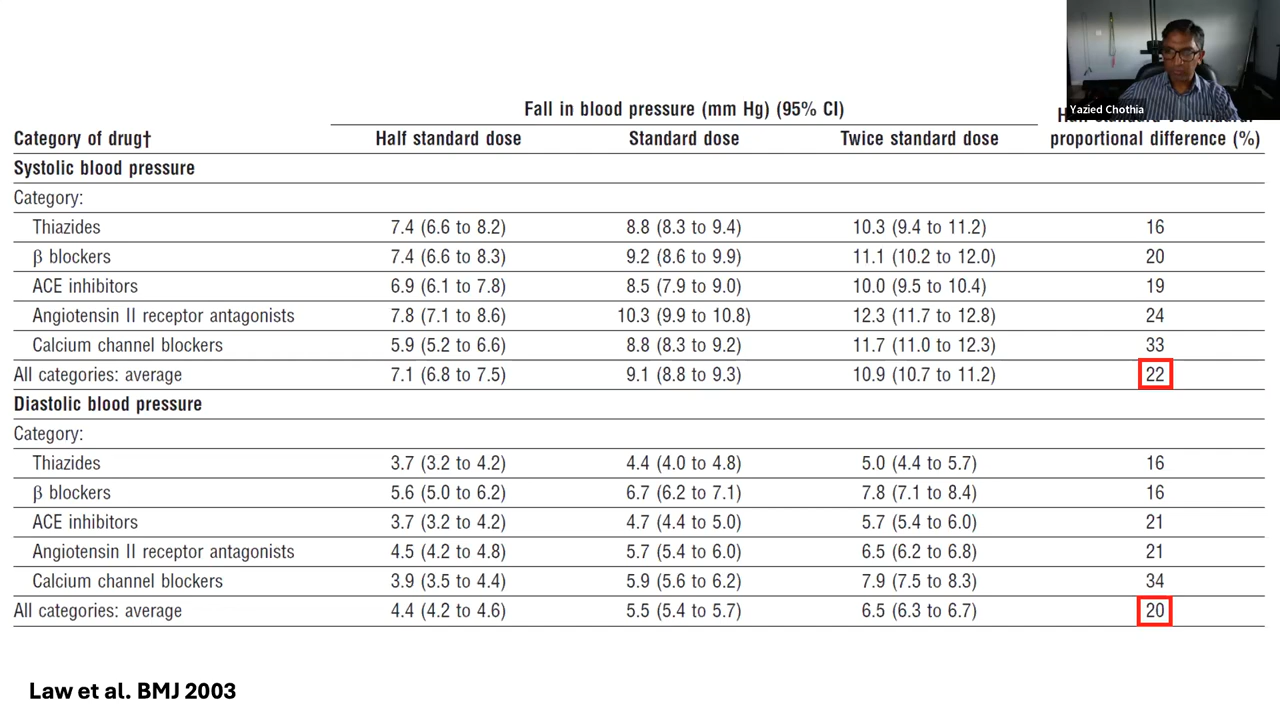 Yazied Chothia
Fall in blood pressure (mm Hg) (95% CI)
Category of drug† Half standard dose Standard dose Twice standard dose proportional difference (%)
Systolic blood pressure
Category:
Thiazides 7.4 (6.6 to 8.2) 8.8 (8.3 to 9.4) 10.3 (9.4 to 11.2) 16
β blockers 7.4 (6.6 to 8.3) 9.2 (8.6 to 9.9) 11.1 (10.2 to 12.0) 20
ACE inhibitors 6.9 (6.1 to 7.8) 8.5 (7.9 to 9.0) 10.0 (9.5 to 10.4) 19
Angiotensin II receptor antagonists 7.8 (7.1 to 8.6) 10.3 (9.9 to 10.8) 12.3 (11.7 to 12.8) 24
Calcium channel blockers 5.9 (5.2 to 6.6) 8.8 (8.3 to 9.2) 11.7 (11.0 to 12.3) 33
All categories: average 7.1 (6.8 to 7.5) 9.1 (8.8 to 9.3) 10.9 (10.7 to 11.2) 22
Diastolic blood pressure
Category:
Thiazides 3.7 (3.2 to 4.2) 4.4 (4.0 to 4.8) 5.0 (4.4 to 5.7) 16
β blockers 5.6 (5.0 to 6.2) 6.7 (6.2 to 7.1) 7.8 (7.1 to 8.4) 16
ACE inhibitors 3.7 (3.2 to 4.2) 4.7 (4.4 to 5.0) 5.7 (5.4 to 6.0) 21
Angiotensin II receptor antagonists 4.5 (4.2 to 4.8) 5.7 (5.4 to 6.0) 6.5 (6.2 to 6.8) 21
Calcium channel blockers 3.9 (3.5 to 4.4) 5.9 (5.6 to 6.2) 7.9 (7.5 to 8.3) 34
All categories: average 4.4 (4.2 to 4.6) 5.5 (5.4 to 5.7) 6.5 (6.3 to 6.7) 20
Law et al. BMJ 2003